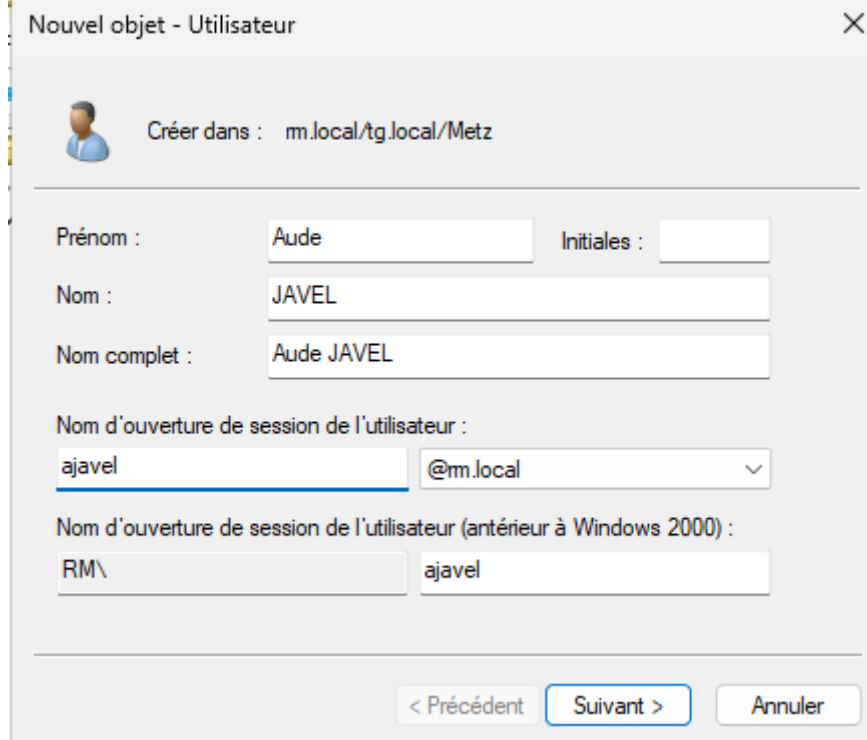 Nouvel objet - Utilisateur
Créer dans : rm.local/tg.local/Metz
Prénom : Aude Initiales :
Nom : JAVEL
Nom complet : Aude JAVEL
Nom d'ouverture de session de l'utilisateur :
ajavel @rm.local
Nom d'ouverture de session de l'utilisateur (antérieur à Windows 2000) :
RM\ ajavel
< Précédent Suivant > Annuler